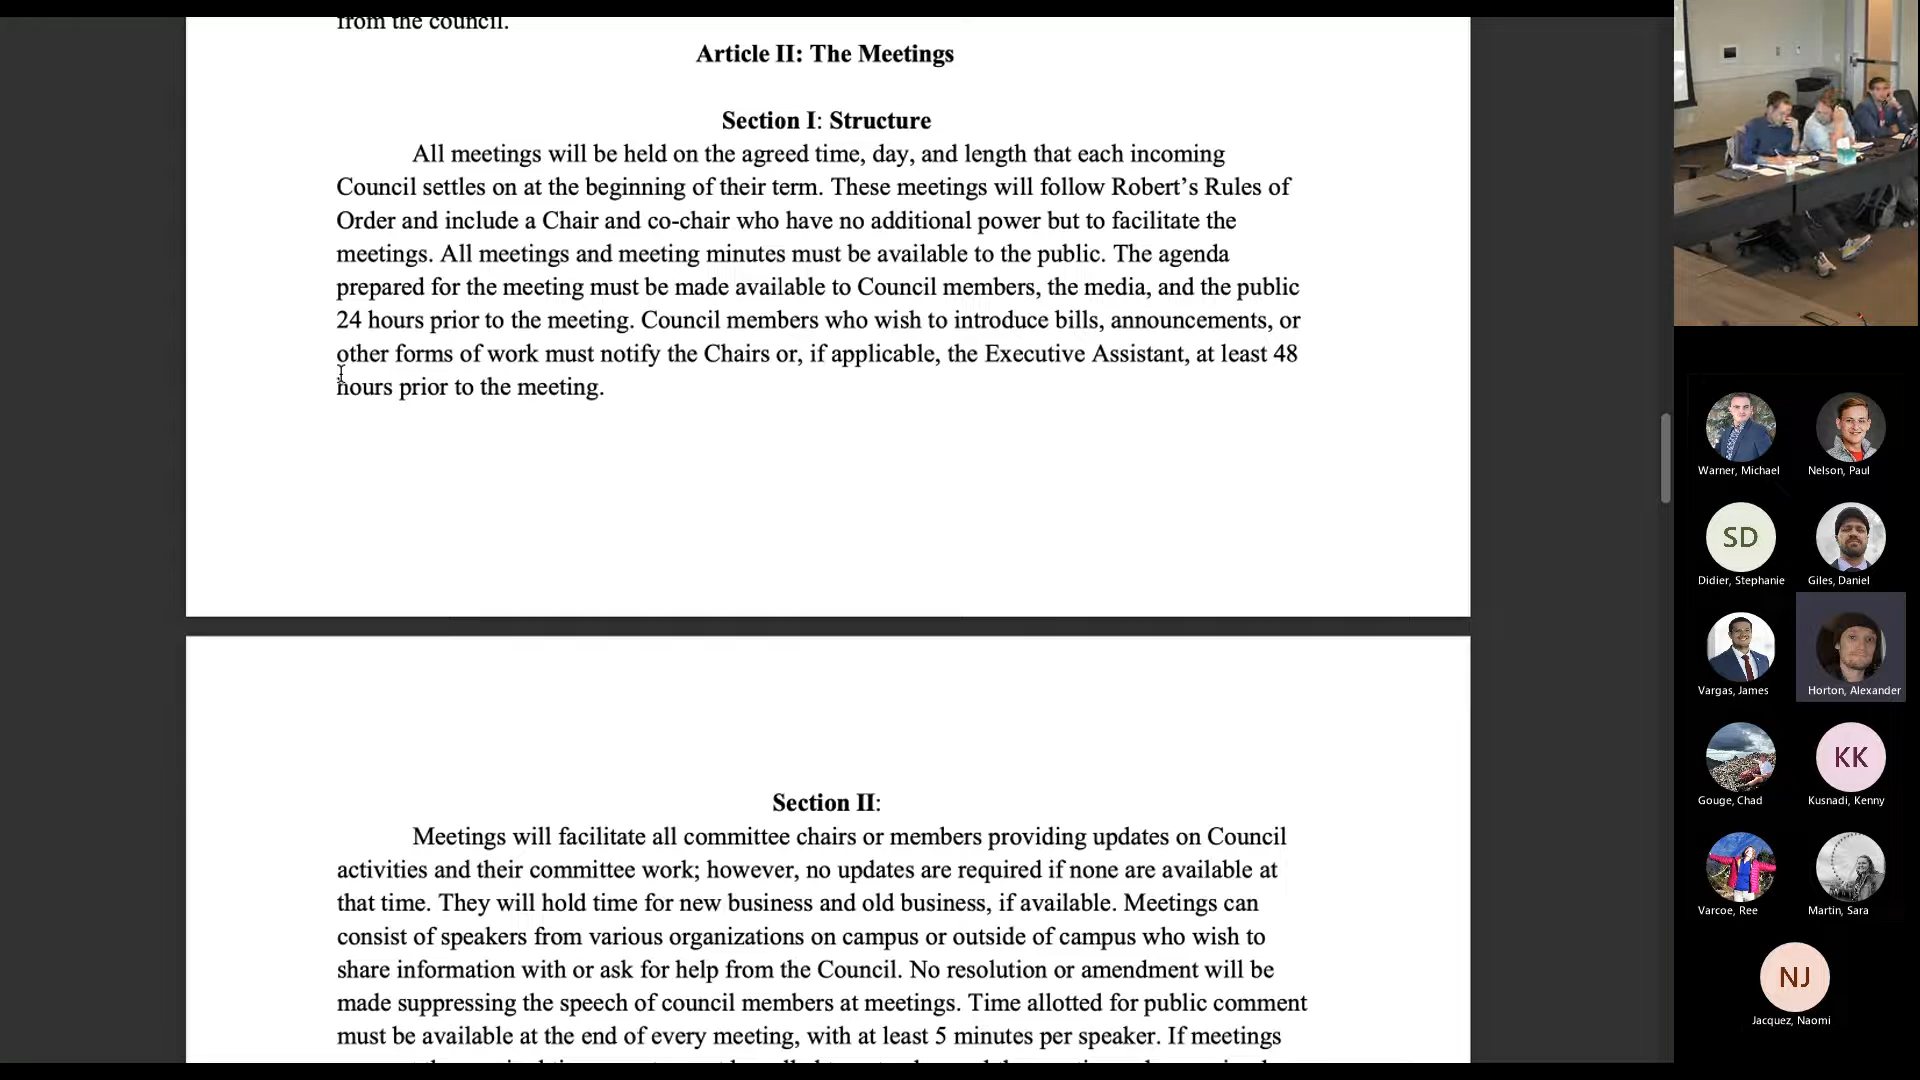 from the council.
Article II: The Meetings
Section I: Structure
All meetings will be held on the agreed time, day, and length that each incoming
Council settles on at the beginning of their term. These meetings will follow Robert’s Rules of
Order and include a Chair and co-chair who have no additional power but to facilitate the
meetings. All meetings and meeting minutes must be available to the public. The agenda
prepared for the meeting must be made available to Council members, the media, and the public
24 hours prior to the meeting. Council members who wish to introduce bills, announcements, or
other forms of work must notify the Chairs or, if applicable, the Executive Assistant, at least 48
hours prior to the meeting.
Section II:
Meetings will facilitate all committee chairs or members providing updates on Council
activities and their committee work; however, no updates are required if none are available at
that time. They will hold time for new business and old business, if available. Meetings can
consist of speakers from various organizations on campus or outside of campus who wish to
share information with or ask for help from the Council. No resolution or amendment will be
made suppressing the speech of council members at meetings. Time allotted for public comment
must be available at the end of every meeting, with at least 5 minutes per speaker. If meetings
Warner, Michael
Nelson, Paul
SD
Didier, Stephanie
Giles, Daniel
Vargas, James
Horton, Alexander
Gouge, Chad
KK
Kusnadi, Kenny
Varcoe, Ree
Martin, Sara
NJ
Jacquez, Naomi